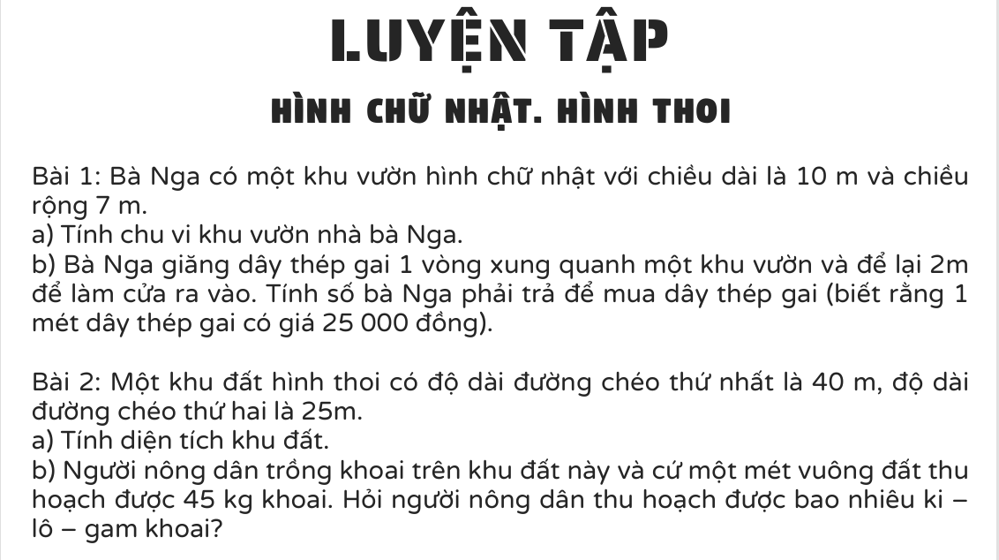 LUYỆN TẬP
HÌNH CHỮ NHẬT. HÌNH THOI
Bài 1: Bà Nga có một khu vườn hình chữ nhật với chiều dài là 10 m và chiều
rộng 7 m.
a) Tính chu vi khu vườn nhà bà Nga.
b) Bà Nga giăng dây thép gai 1 vòng xung quanh một khu vườn và để lại 2m
để làm cửa ra vào. Tính số bà Nga phải trả để mua dây thép gai (biết rằng 1
mét dây thép gai có giá 25 000 đồng).
Bài 2: Một khu đất hình thoi có độ dài đường chéo thứ nhất là 40 m, độ dài
đường chéo thứ hai là 25m.
a) Tính diện tích khu đất.
b) Người nông dân trồng khoai trên khu đất này và cứ một mét vuông đất thu
hoạch được 45 kg khoai. Hỏi người nông dân thu hoạch được bao nhiêu ki –
lô – gam khoai?